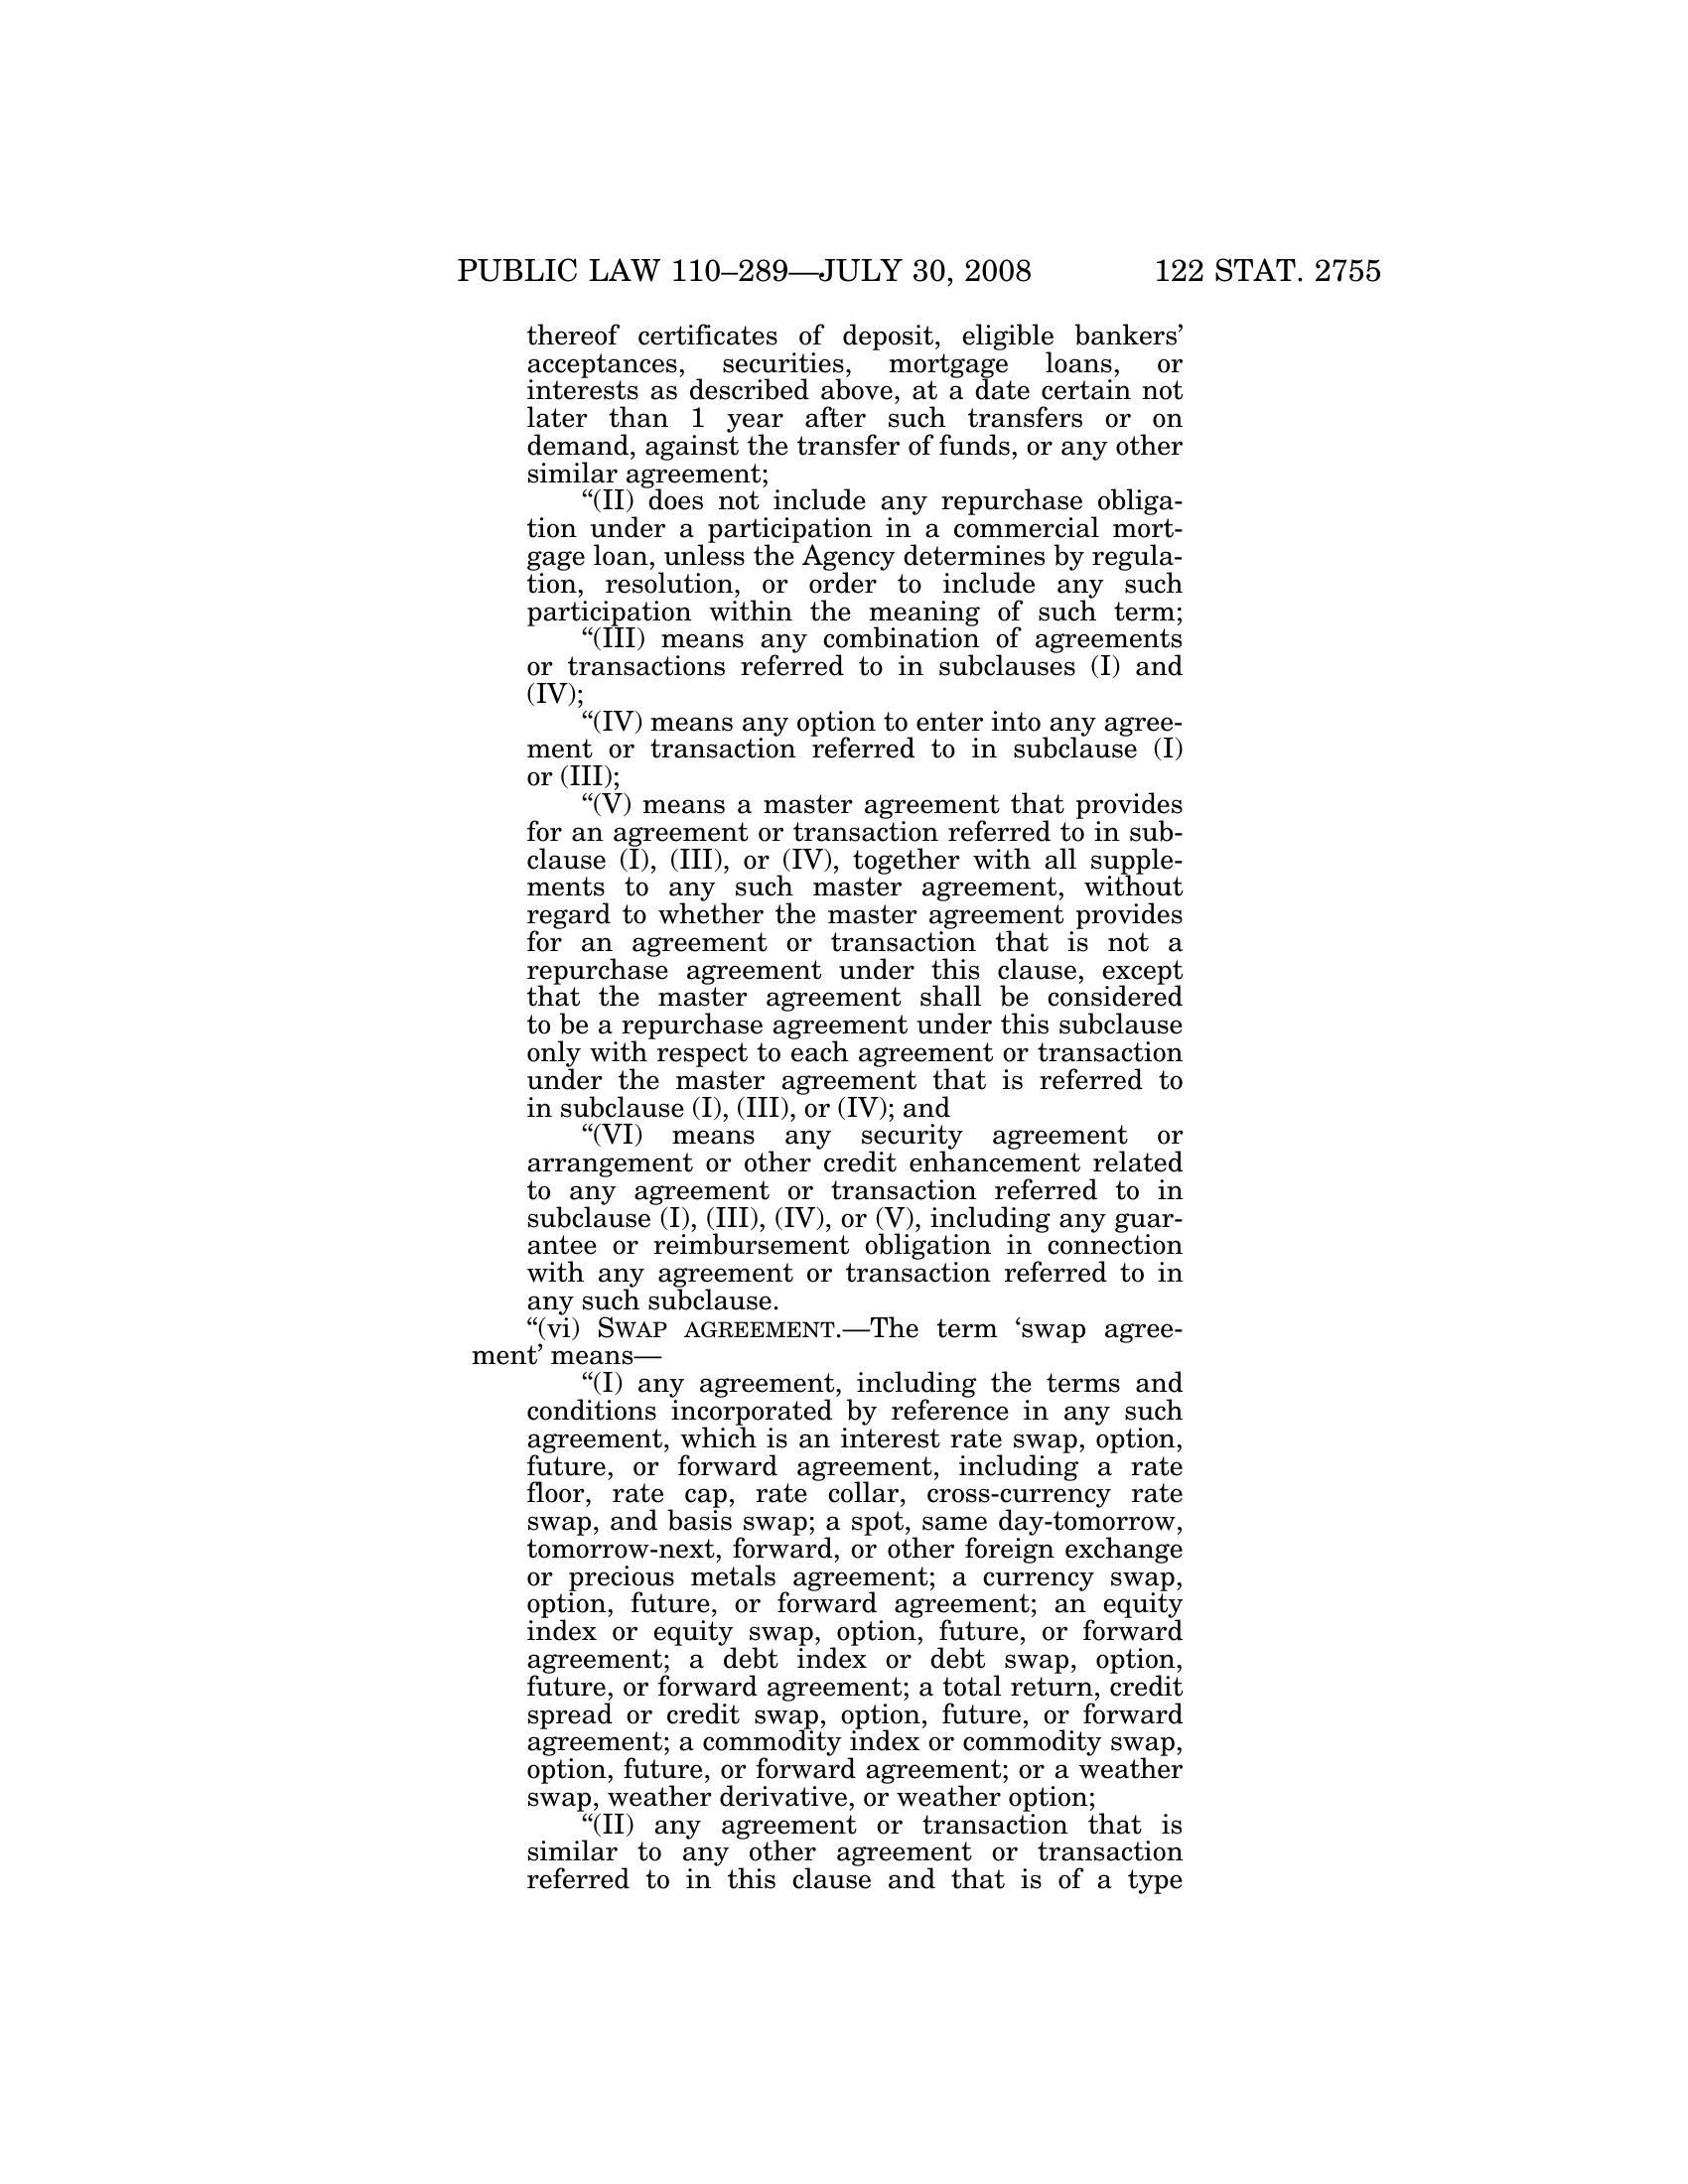 PUBLIC LAW 110–289—JULY 30, 2008 122 STAT. 2755
thereof certificates of deposit, eligible bankers’
acceptances, securities, mortgage loans, or
interests as described above, at a date certain not
later than 1 year after such transfers or on
demand, against the transfer of funds, or any other
similar agreement;
“(II) does not include any repurchase obliga-
tion under a participation in a commercial mort-
gage loan, unless the Agency determines by regula-
tion, resolution, or order to include any such
participation within the meaning of such term;
“(III) means any combination of agreements
or transactions referred to in subclauses (I) and
(IV);
“(IV) means any option to enter into any agree-
ment or transaction referred to in subclause (I)
or (III);
“(V) means a master agreement that provides
for an agreement or transaction referred to in sub-
clause (I), (III), or (IV), together with all supple-
ments to any such master agreement, without
regard to whether the master agreement provides
for an agreement or transaction that is not a
repurchase agreement under this clause, except
that the master agreement shall be considered
to be a repurchase agreement under this subclause
only with respect to each agreement or transaction
under the master agreement that is referred to
in subclause (I), (III), or (IV); and
“(VI) means any security agreement or
arrangement or other credit enhancement related
to any agreement or transaction referred to in
subclause (I), (III), (IV), or (V), including any guar-
antee or reimbursement obligation in connection
with any agreement or transaction referred to in
any such subclause.
“(vi) SWAP AGREEMENT.—The term ‘swap agree-
ment’ means—
“(I) any agreement, including the terms and
conditions incorporated by reference in any such
agreement, which is an interest rate swap, option,
future, or forward agreement, including a rate
floor, rate cap, rate collar, cross-currency rate
swap, and basis swap; a spot, same day-tomorrow,
tomorrow-next, forward, or other foreign exchange
or precious metals agreement; a currency swap,
option, future, or forward agreement; an equity
index or equity swap, option, future, or forward
agreement; a debt index or debt swap, option,
future, or forward agreement; a total return, credit
spread or credit swap, option, future, or forward
agreement; a commodity index or commodity swap,
option, future, or forward agreement; or a weather
swap, weather derivative, or weather option;
“(II) any agreement or transaction that is
similar to any other agreement or transaction
referred to in this clause and that is of a type